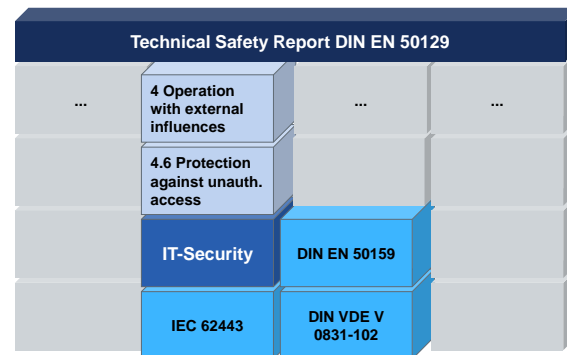 Technical Safety Report DIN EN 50129
...
4 Operation
with external
influences
...
...
4.6 Protection
against unauth.
access
IT-Security
DIN EN 50159
IEC 62443
DIN VDE V
0831-102